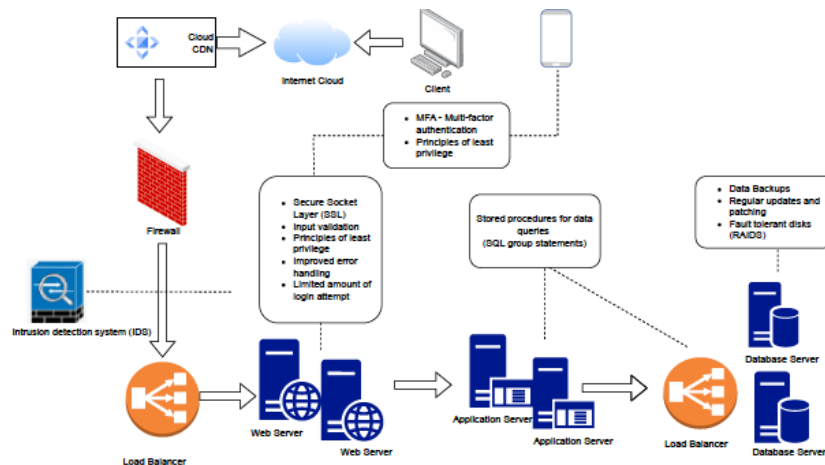 Cloud
CDN
Internet Cloud
Client
• MFA - Multi-factor
authentication
• Principles of least
privilege
Firewall
• Secure Socket
Layer (SSL)
• Input validation
• Principles of least
privilege
• Improved error
handling
• Limited amount of
login attempt
Stored procedures for data
queries
(SQL group statements)
• Data Backups
• Regular updates and
patching
• Fault tolerant disks
(RAIDS)
Intrusion detection system (IDS)
Load Balancer
Web Server
Web Server
Application Server
Application Server
Load Balancer
Database Server
Database Server